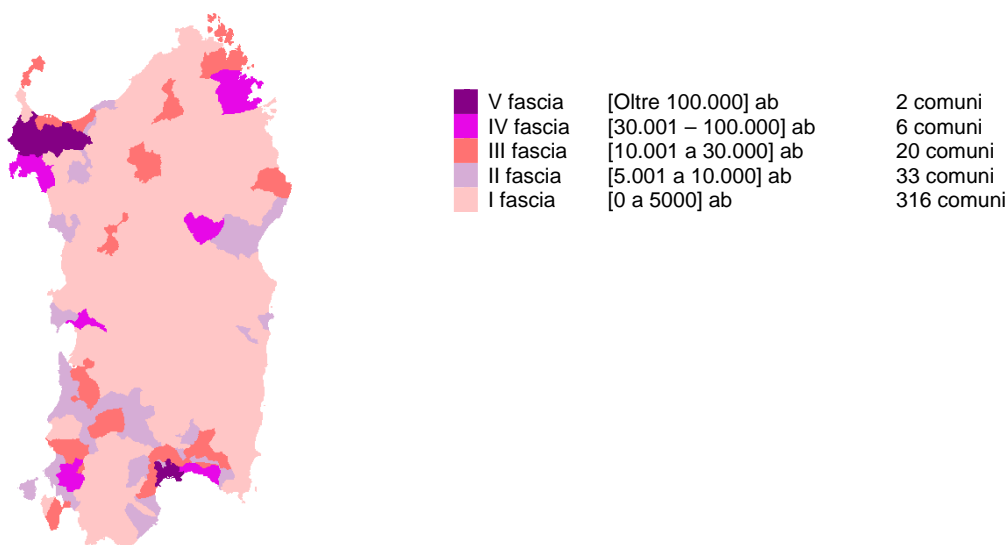 V fascia [Oltre 100.000] ab 2 comuni
IV fascia [30.001 – 100.000] ab 6 comuni
III fascia [10.001 a 30.000] ab 20 comuni
II fascia [5.001 a 10.000] ab 33 comuni
I fascia [0 a 5000] ab 316 comuni